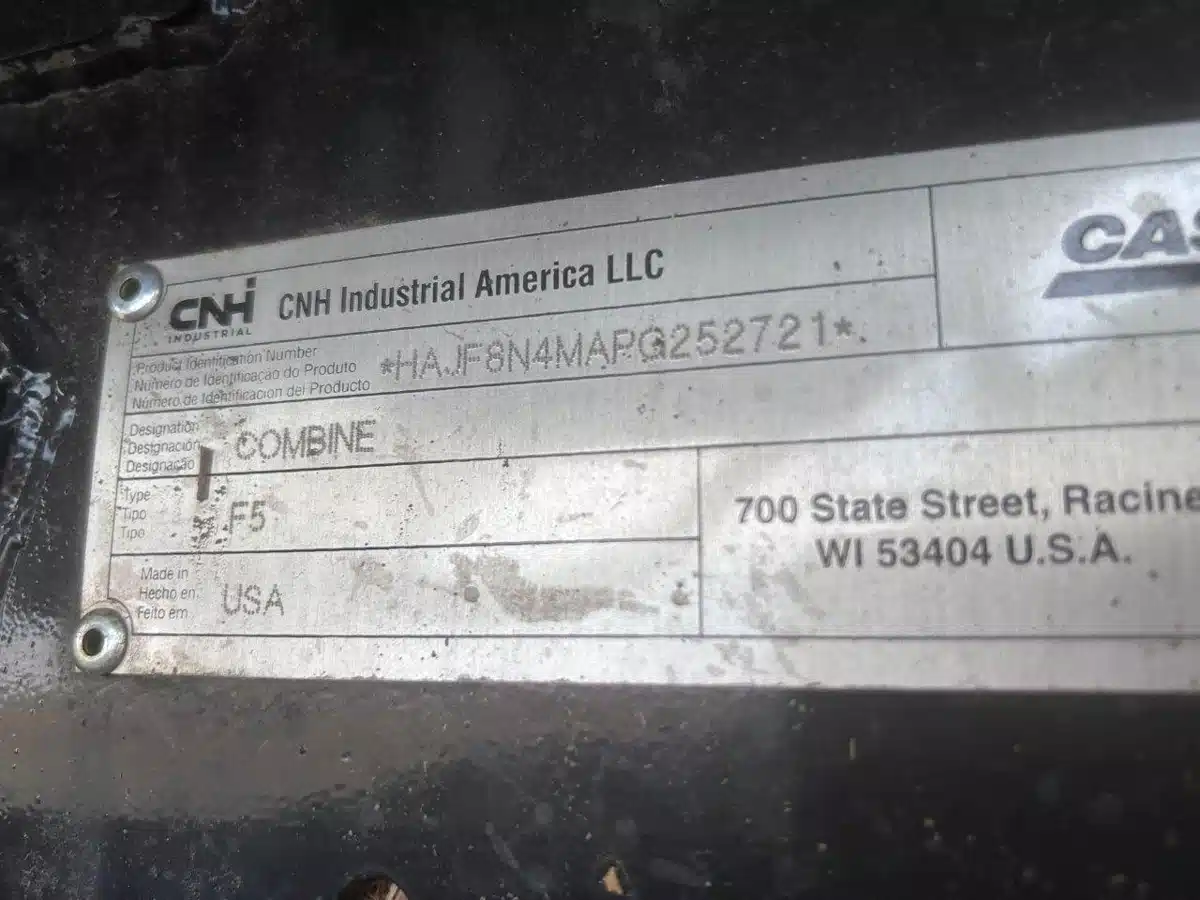 CNH
INDUSTRIAL
CNH Industrial America LLC
CAS
Product Identification Number
Número de Identificação do Produto
Número de Identificación del Producto
*HAJF8N4MAPG252721*
Designation
Designación
Designação
COMBINE
Type
Tipo
Tipo
F5
700 State Street, Racine
WI 53404 U.S.A.
Made in
Hecho en
Feito em
USA